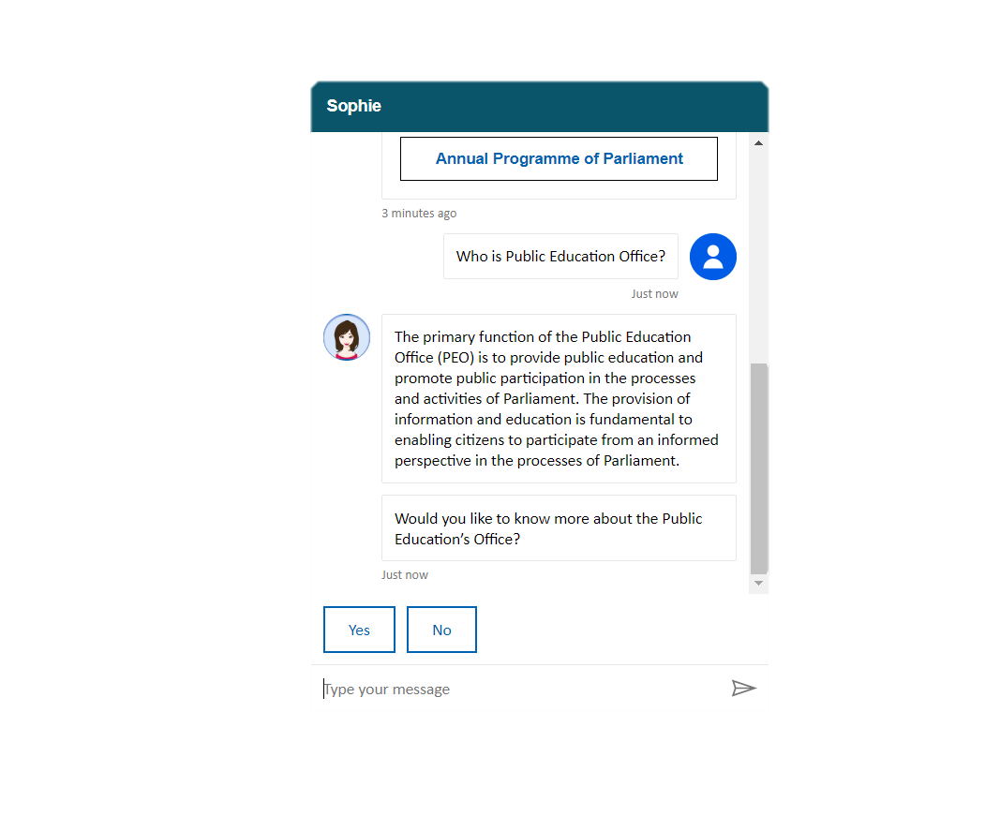 Sophie
Annual Programme of Parliament
3 minutes ago
Who is Public Education Office?
Just now
The primary function of the Public Education
Office (PEO) is to provide public education and
promote public participation in the processes
and activities of Parliament. The provision of
information and education is fundamental to
enabling citizens to participate from an informed
perspective in the processes of Parliament.
Would you like to know more about the Public
Education’s Office?
Just now
Yes No
Type your message